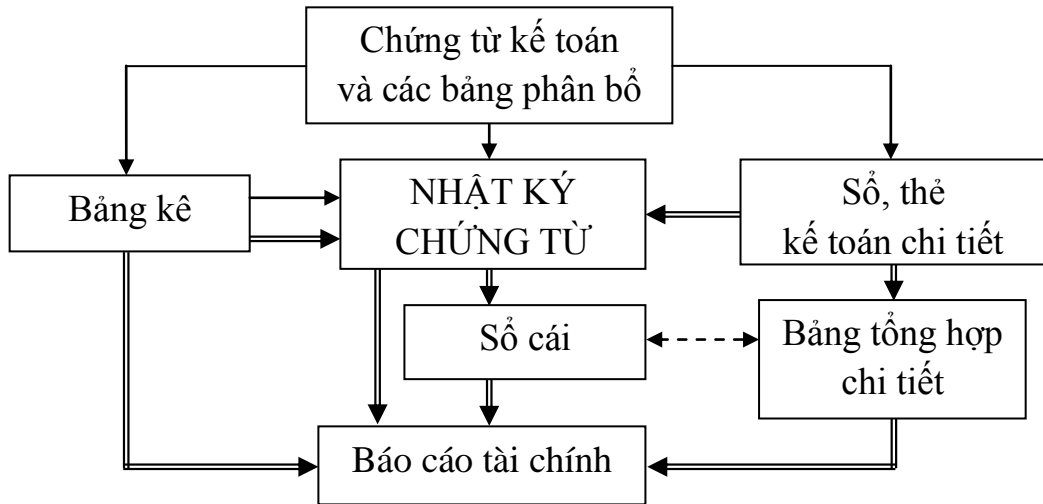 Chứng từ kế toán
và các bảng phân bổ
Bảng kê
NHẬT KÝ
CHỨNG TỪ
Sổ, thẻ
kế toán chi tiết
Sổ cái
Bảng tổng hợp
chi tiết
Báo cáo tài chính